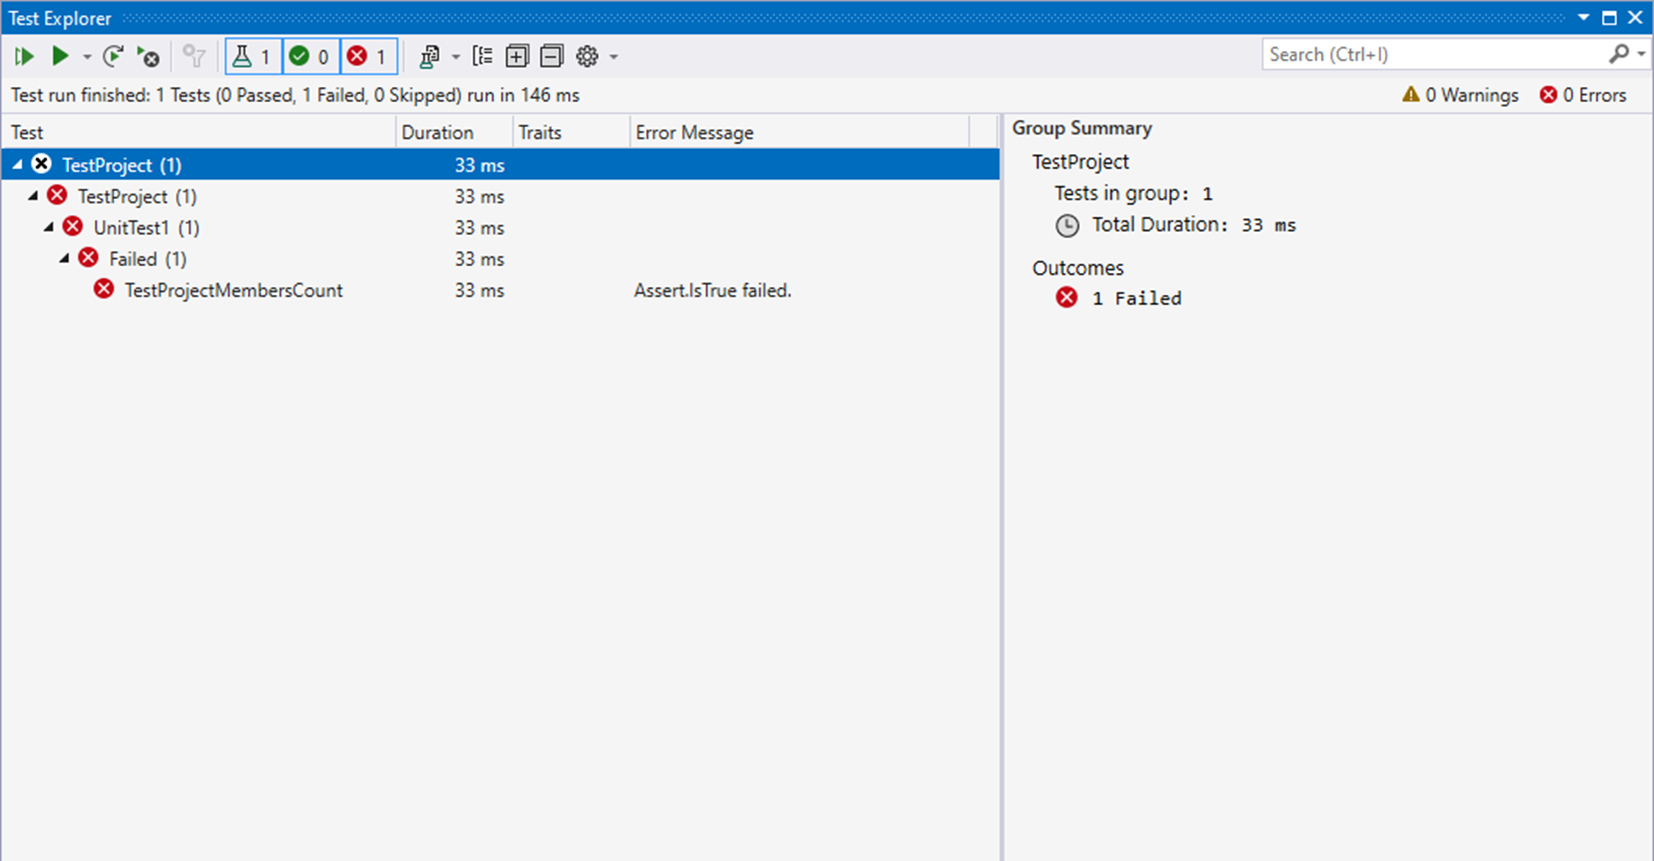 Test Explorer
1 0 1
Search (Ctrl+I)
Test run finished: 1 Tests (0 Passed, 1 Failed, 0 Skipped) run in 146 ms
0 Warnings 0 Errors
Test Duration Traits Error Message
TestProject (1) 33 ms
TestProject (1) 33 ms
UnitTest1 (1) 33 ms
Failed (1) 33 ms
TestProjectMembersCount 33 ms Assert.IsTrue failed.
Group Summary
TestProject
Tests in group: 1
Total Duration: 33 ms
Outcomes
1 Failed